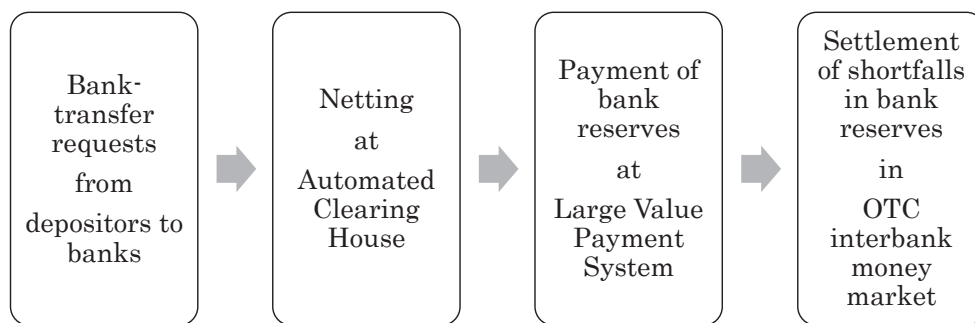 Bank-
transfer
requests
from
depositors to
banks
Netting
at
Automated
Clearing
House
Payment of
bank
reserves
at
Large Value
Payment
System
Settlement
of shortfalls
in bank
reserves
in
OTC
interbank
money
market